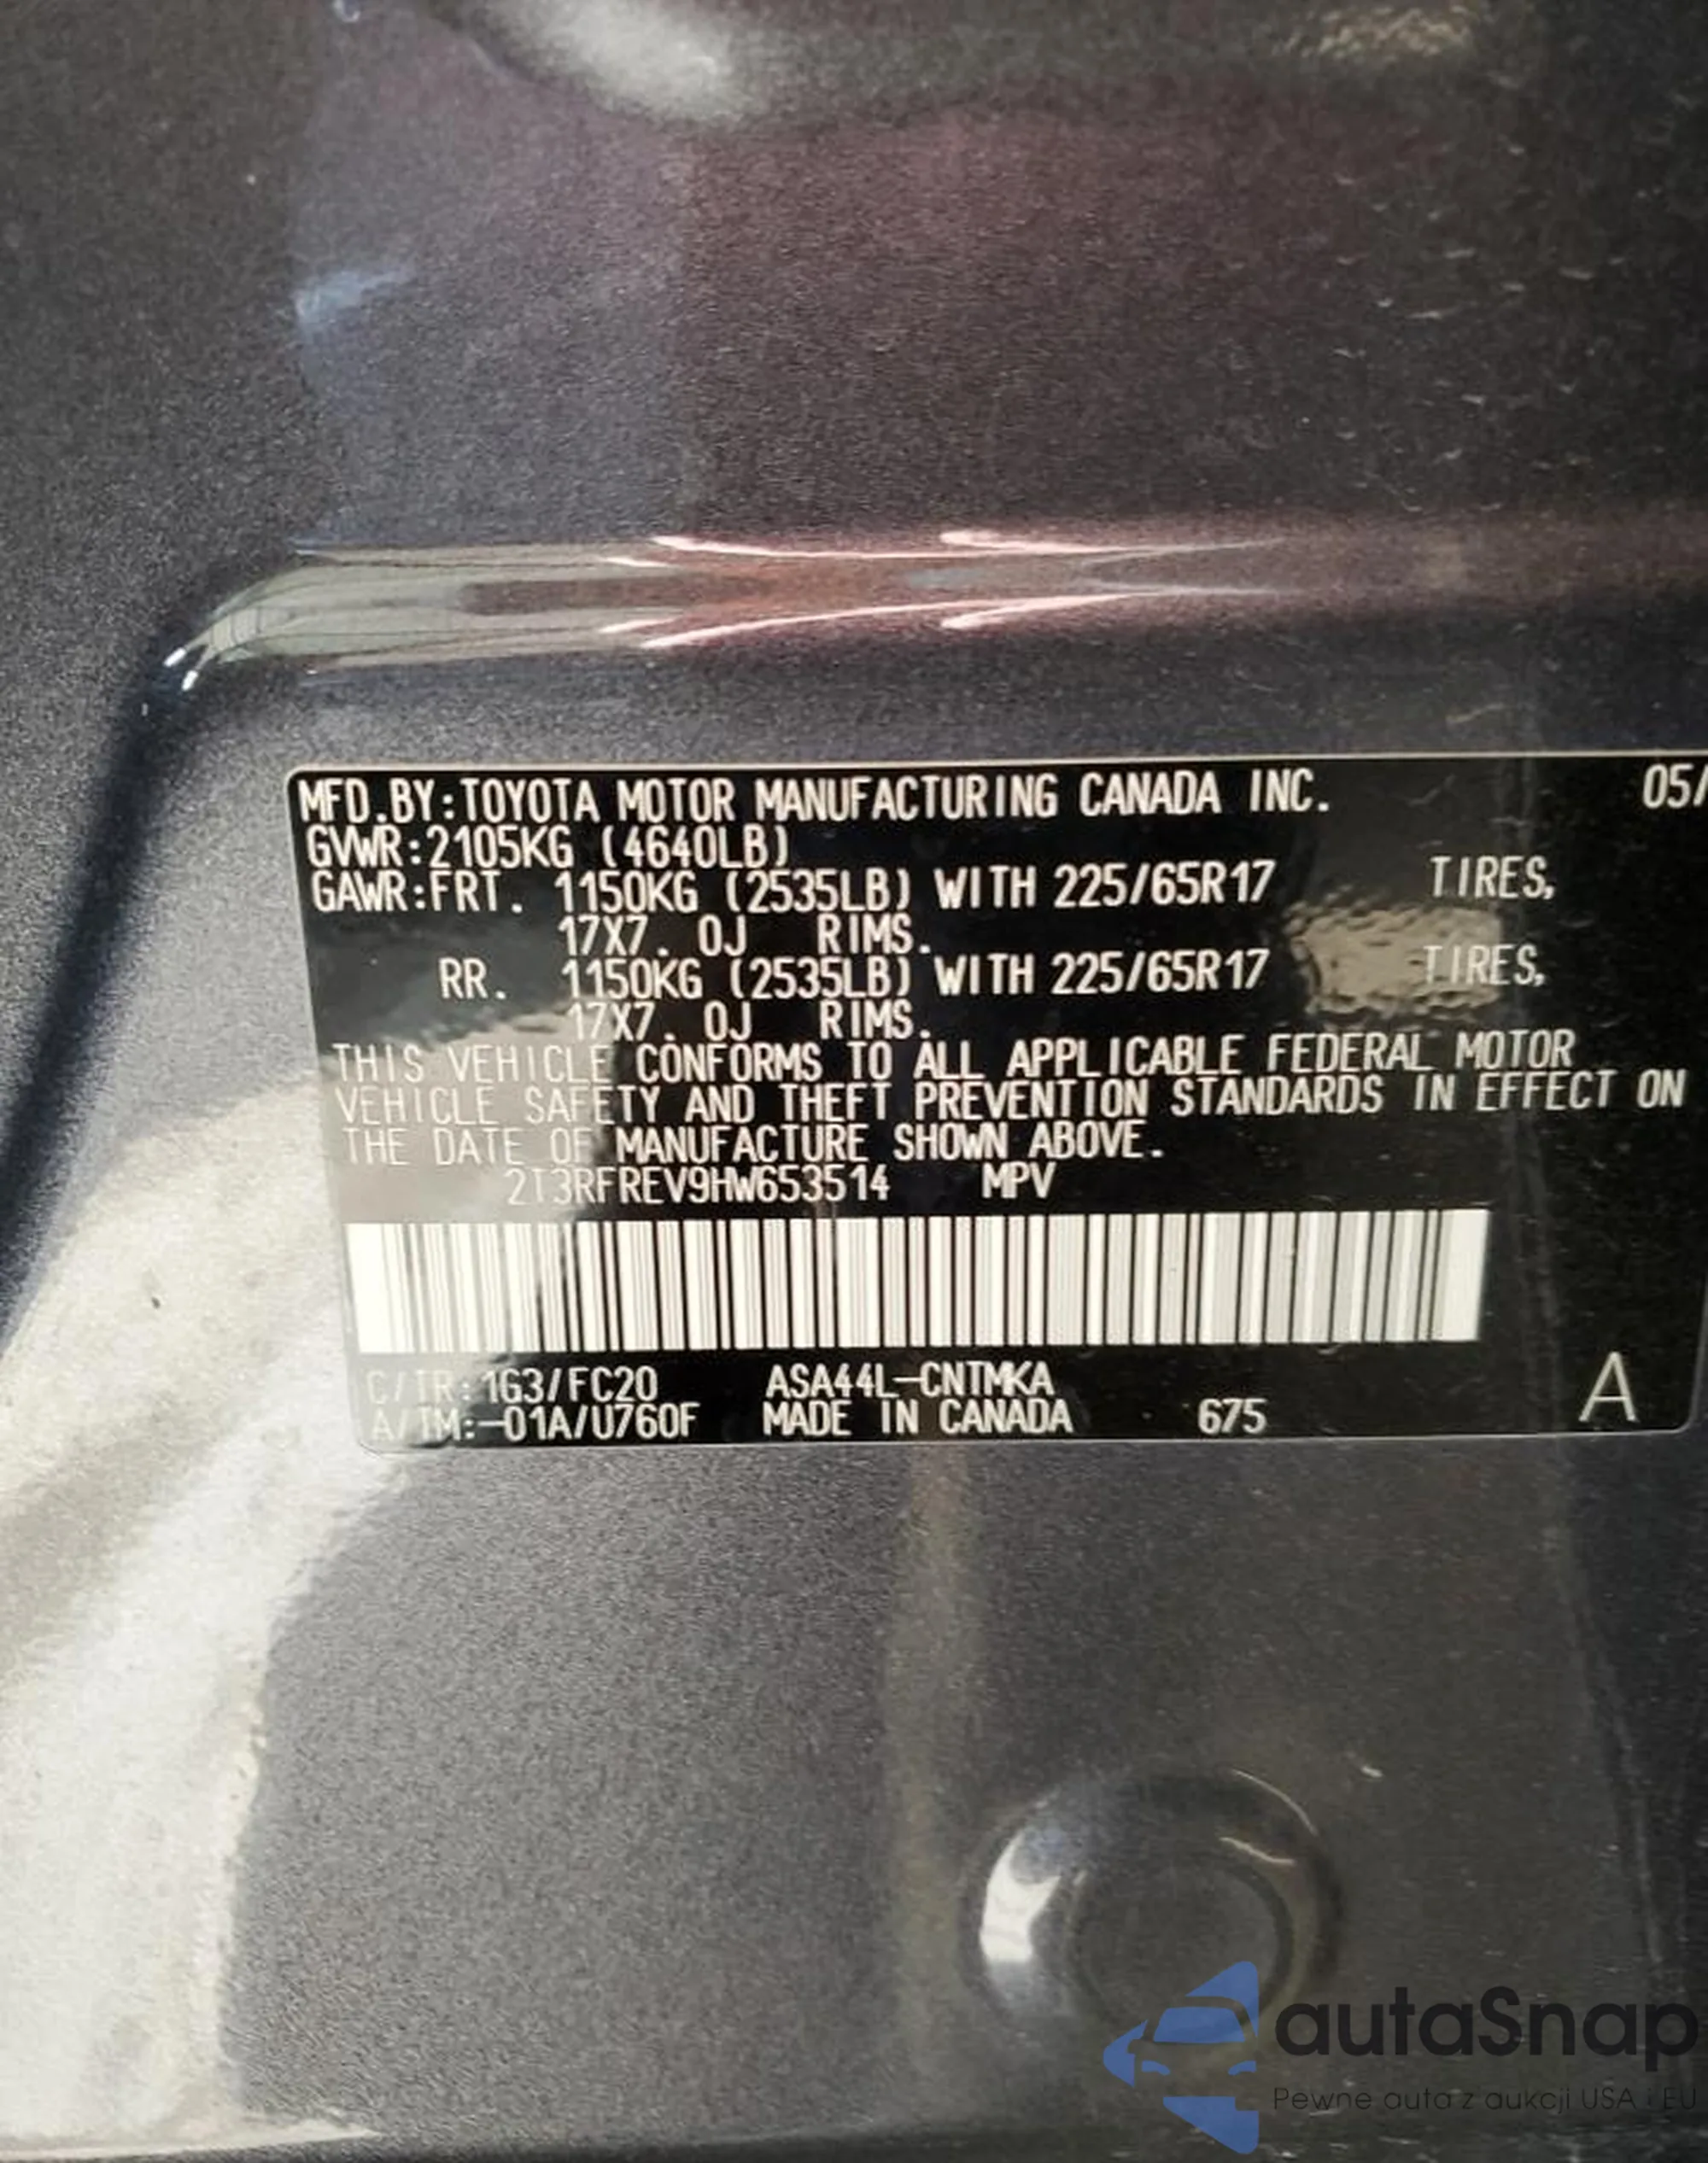 MFD.BY:TOYOTA MOTOR MANUFACTURING CANADA INC. 05/
GVWR:2105KG (4640LB)
GAWR:FRT. 1150KG (2535LB) WITH 225/65R17 TIRES,
17X7.0J RIMS.
RR. 1150KG (2535LB) WITH 225/65R17 TIRES,
17X7.0J RIMS.
THIS VEHICLE CONFORMS TO ALL APPLICABLE FEDERAL MOTOR
VEHICLE SAFETY AND THEFT PREVENTION STANDARDS IN EFFECT ON
THE DATE OF MANUFACTURE SHOWN ABOVE.
2T3RFREV9HW653514 MPV
C/TR:1G3/FC20 ASA44L-CNTMKA
A/TM:-01A/U760F MADE IN CANADA 675 A
autaSnap
Pewne auta z aukcji USA i EU